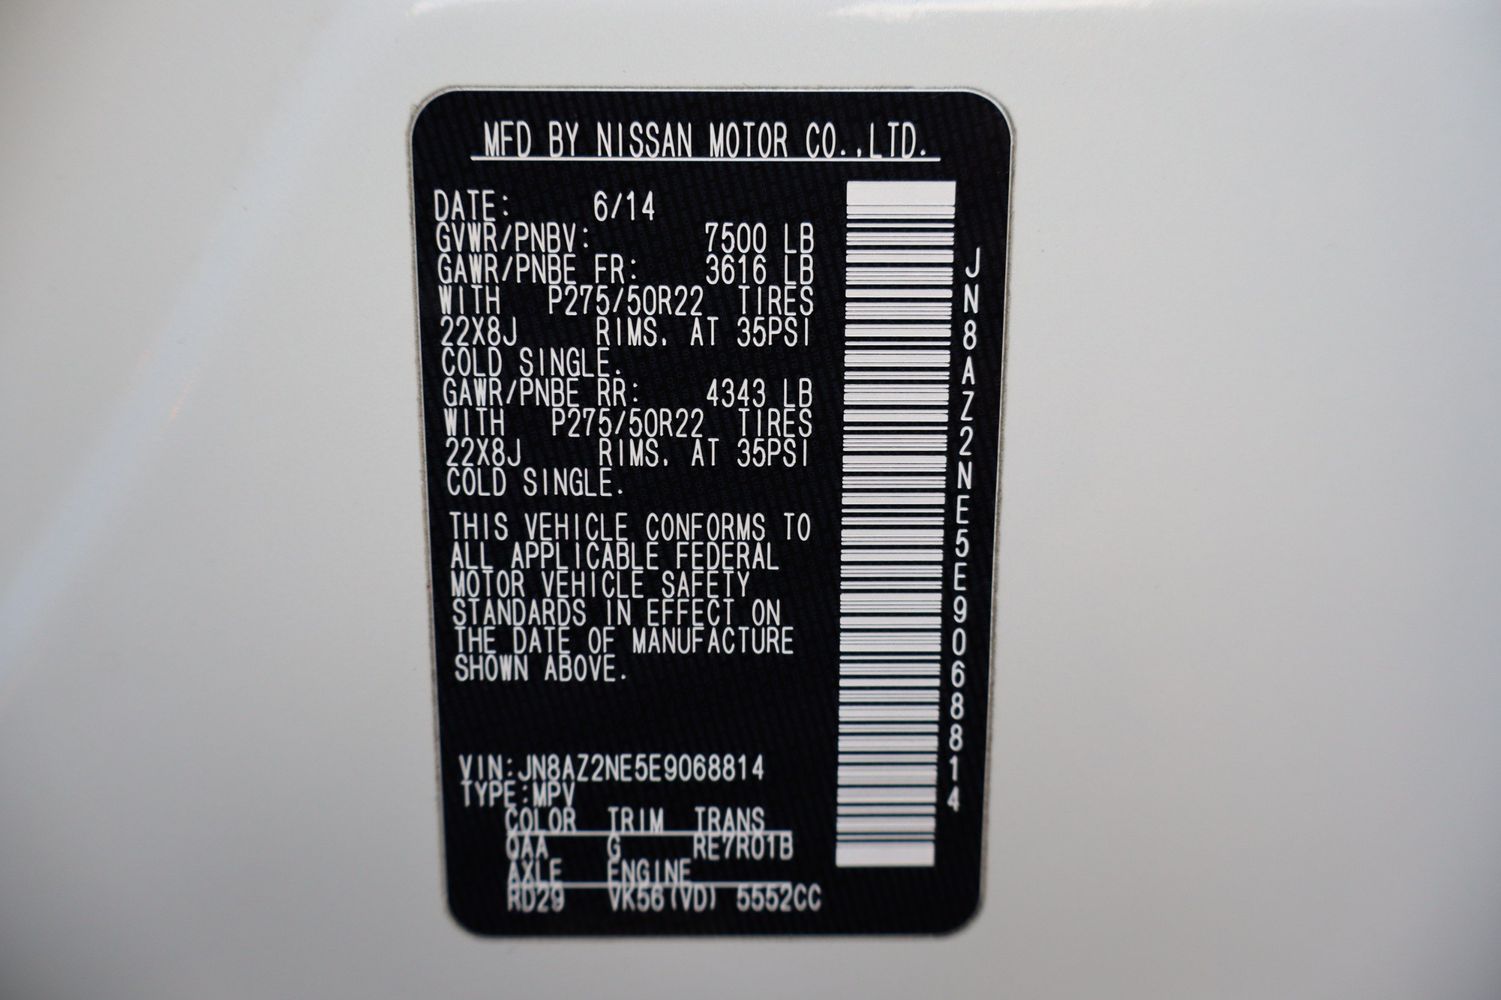 MFD BY NISSAN MOTOR CO.,LTD.
DATE: 6/14
GVWR/PNBV: 7500 LB
GAWR/PNBE FR: 3616 LB
WITH P275/50R22 TIRES
22X8J RIMS. AT 35PSI
COLD SINGLE.
GAWR/PNBE RR: 4343 LB
WITH P275/50R22 TIRES
22X8J RIMS. AT 35PSI
COLD SINGLE.
THIS VEHICLE CONFORMS TO
ALL APPLICABLE FEDERAL
MOTOR VEHICLE SAFETY
STANDARDS IN EFFECT ON
THE DATE OF MANUFACTURE
SHOWN ABOVE.
VIN:JN8AZ2NE5E9068814
TYPE:MPV
COLOR TRIM TRANS
QAA G RE7R01B
AXLE ENGINE
RD29 VK56(VD) 5552CC
JN8AZ2NE5E9068814